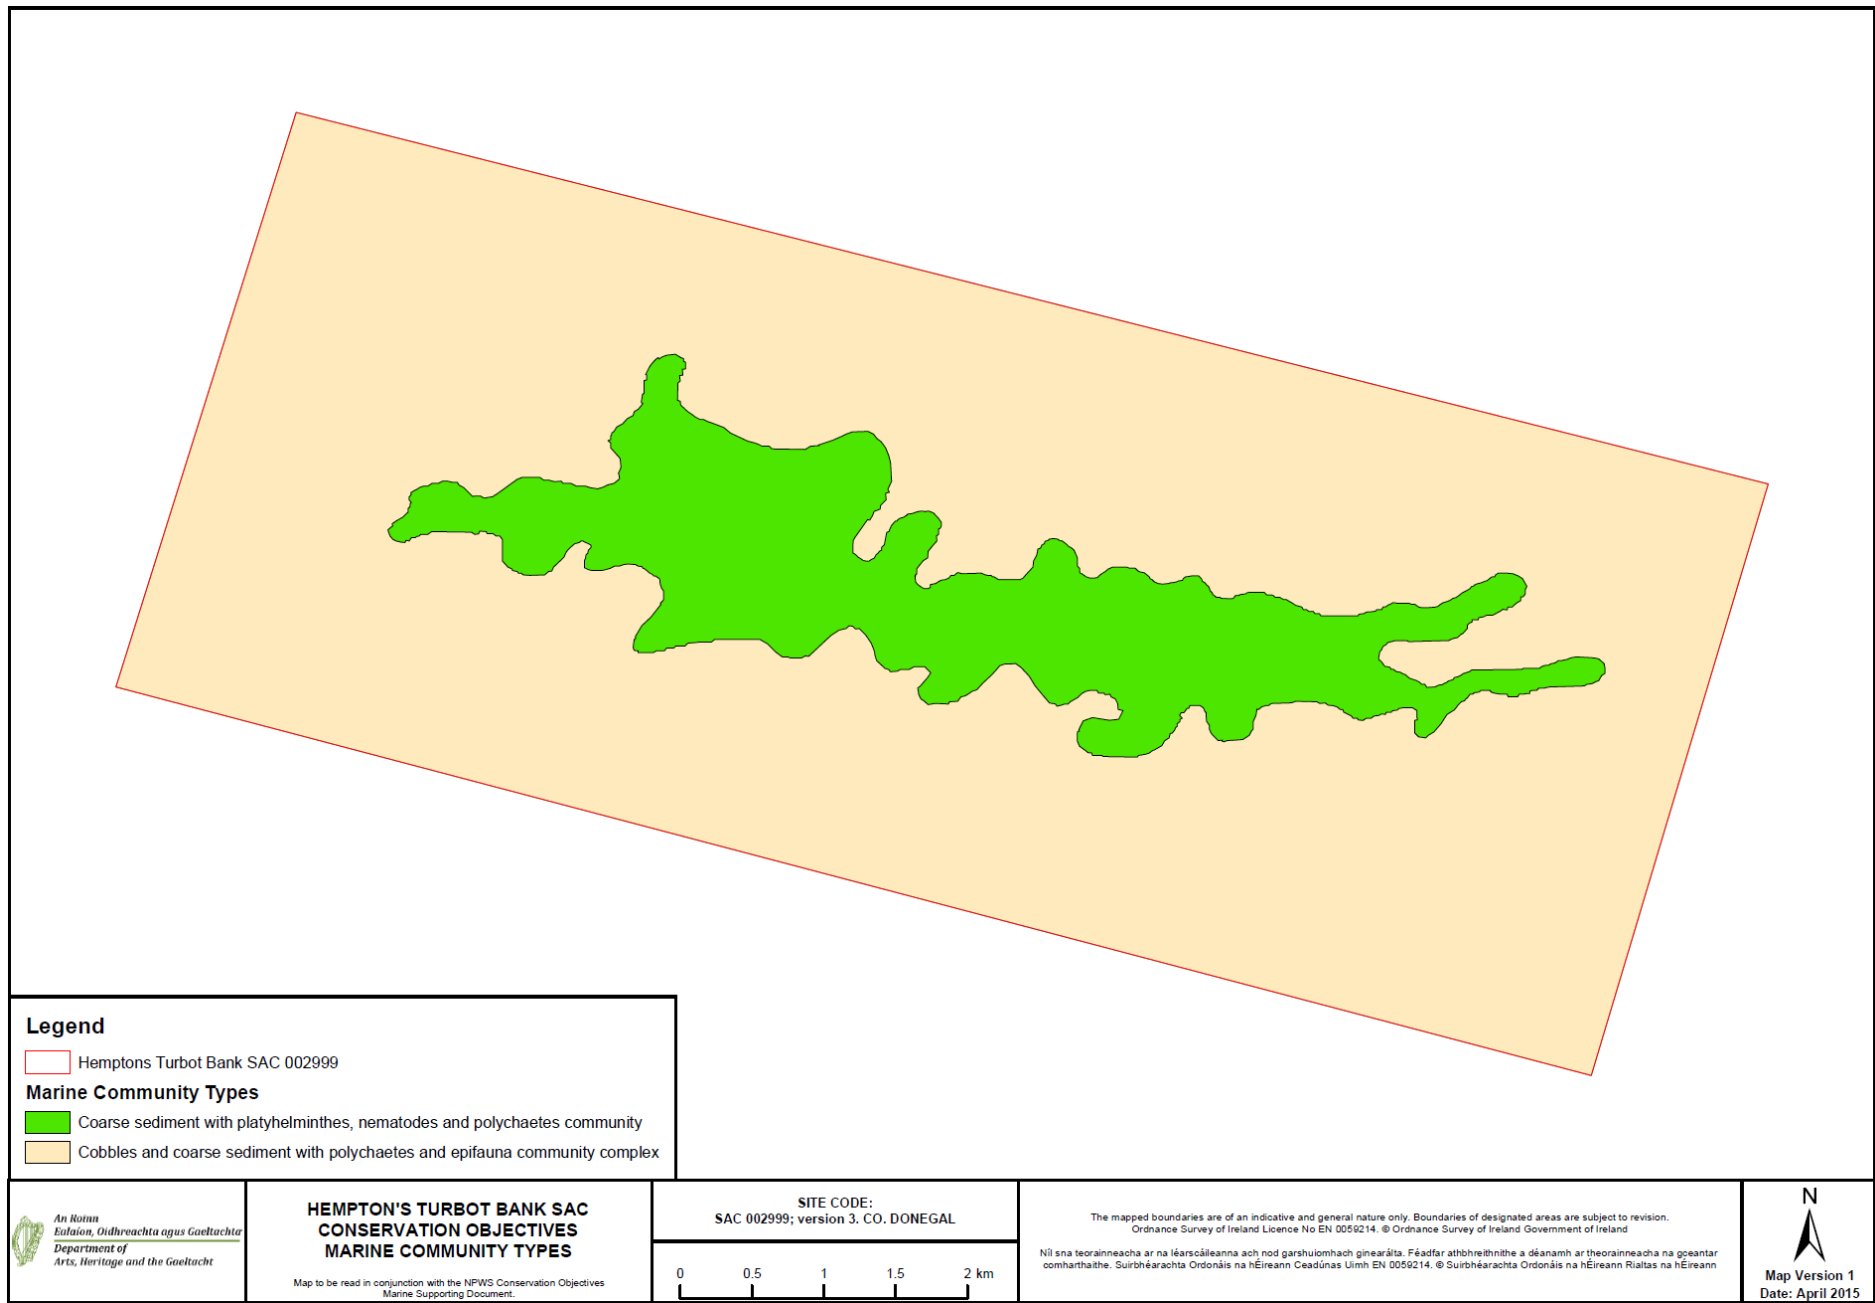 Legend
Hemptons Turbot Bank SAC 002999
Marine Community Types
Coarse sediment with platyhelminthes, nematodes and polychaetes community
Cobbles and coarse sediment with polychaetes and epifauna community complex
An Roinn
Ealaíon, Oidhreachta agus Gaeltachta
Department of
Arts, Heritage and the Gaeltacht
HEMPTON'S TURBOT BANK SAC
CONSERVATION OBJECTIVES
MARINE COMMUNITY TYPES
Map to be read in conjunction with the NPWS Conservation Objectives
Marine Supporting Document.
SITE CODE:
SAC 002999; version 3. CO. DONEGAL
0 0.5 1 1.5 2 km
The mapped boundaries are of an indicative and general nature only. Boundaries of designated areas are subject to revision.
Ordnance Survey of Ireland Licence No EN 0059214. © Ordnance Survey of Ireland Government of Ireland
Níl sna teorainneacha ar na léarscáileanna ach nod garshuiomhach ginearálta. Féadfar athbhreithnithe a déanamh ar theorainneacha na gceantar
comharthaithe. Suirbhéarachta Ordonáis na hÉireann Ceadúnas Uimh EN 0059214. © Suirbhéarachta Ordonáis na hÉireann Rialtas na hÉireann
N
Map Version 1
Date: April 2015